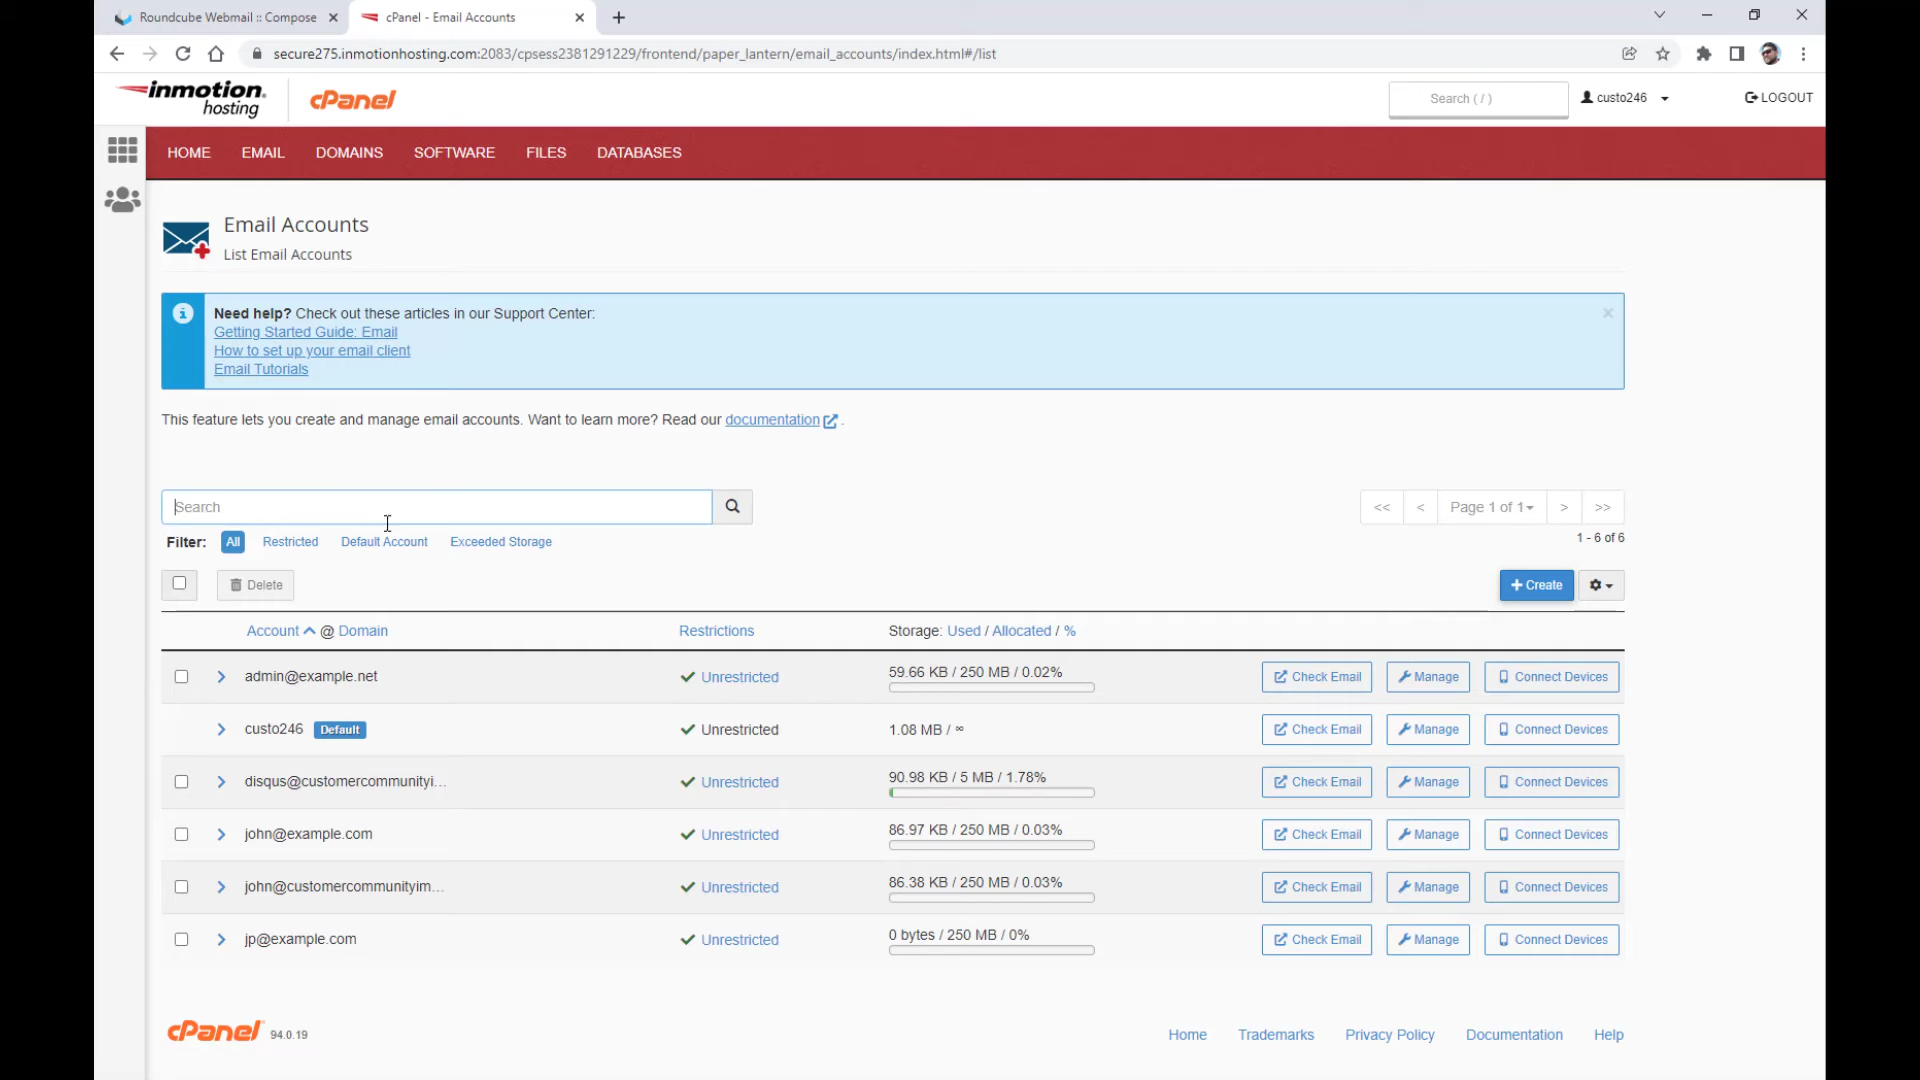 Roundcube Webmail :: Compose
cPanel - Email Accounts
secure275.inmotionhosting.com:2083/cpsess2381291229/frontend/paper_lantern/email_accounts/index.html#/list
inmotion hosting
cPanel
Search ( / )
custo246
LOGOUT
HOME EMAIL DOMAINS SOFTWARE FILES DATABASES
Email Accounts
List Email Accounts
Need help? Check out these articles in our Support Center:
Getting Started Guide: Email
How to set up your email client
Email Tutorials
This feature lets you create and manage email accounts. Want to learn more? Read our documentation .
Search
<< < Page 1 of 1 > >>
Filter: All Restricted Default Account Exceeded Storage
1 - 6 of 6
Delete
+ Create
Account @ Domain Restrictions Storage: Used / Allocated / %
admin@example.net Unrestricted 59.66 KB / 250 MB / 0.02% Check Email Manage Connect Devices
custo246 Default Unrestricted 1.08 MB / ∞ Check Email Manage Connect Devices
disqus@customercommunityi... Unrestricted 90.98 KB / 5 MB / 1.78% Check Email Manage Connect Devices
john@example.com Unrestricted 86.97 KB / 250 MB / 0.03% Check Email Manage Connect Devices
john@customercommunityim... Unrestricted 86.38 KB / 250 MB / 0.03% Check Email Manage Connect Devices
jp@example.com Unrestricted 0 bytes / 250 MB / 0% Check Email Manage Connect Devices
cPanel 94.0.19
Home Trademarks Privacy Policy Documentation Help